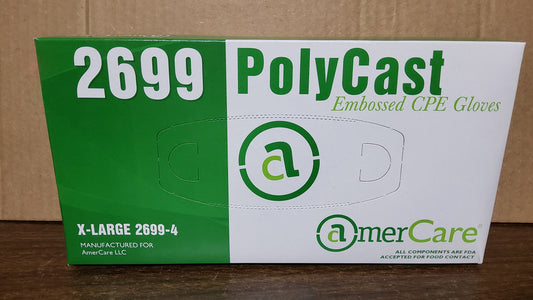 2699 PolyCast
Embossed CPE Gloves
X-LARGE 2699-4
MANUFACTURED FOR
AmerCare LLC
amerCare®
ALL COMPONENTS ARE FDA
ACCEPTED FOR FOOD CONTACT